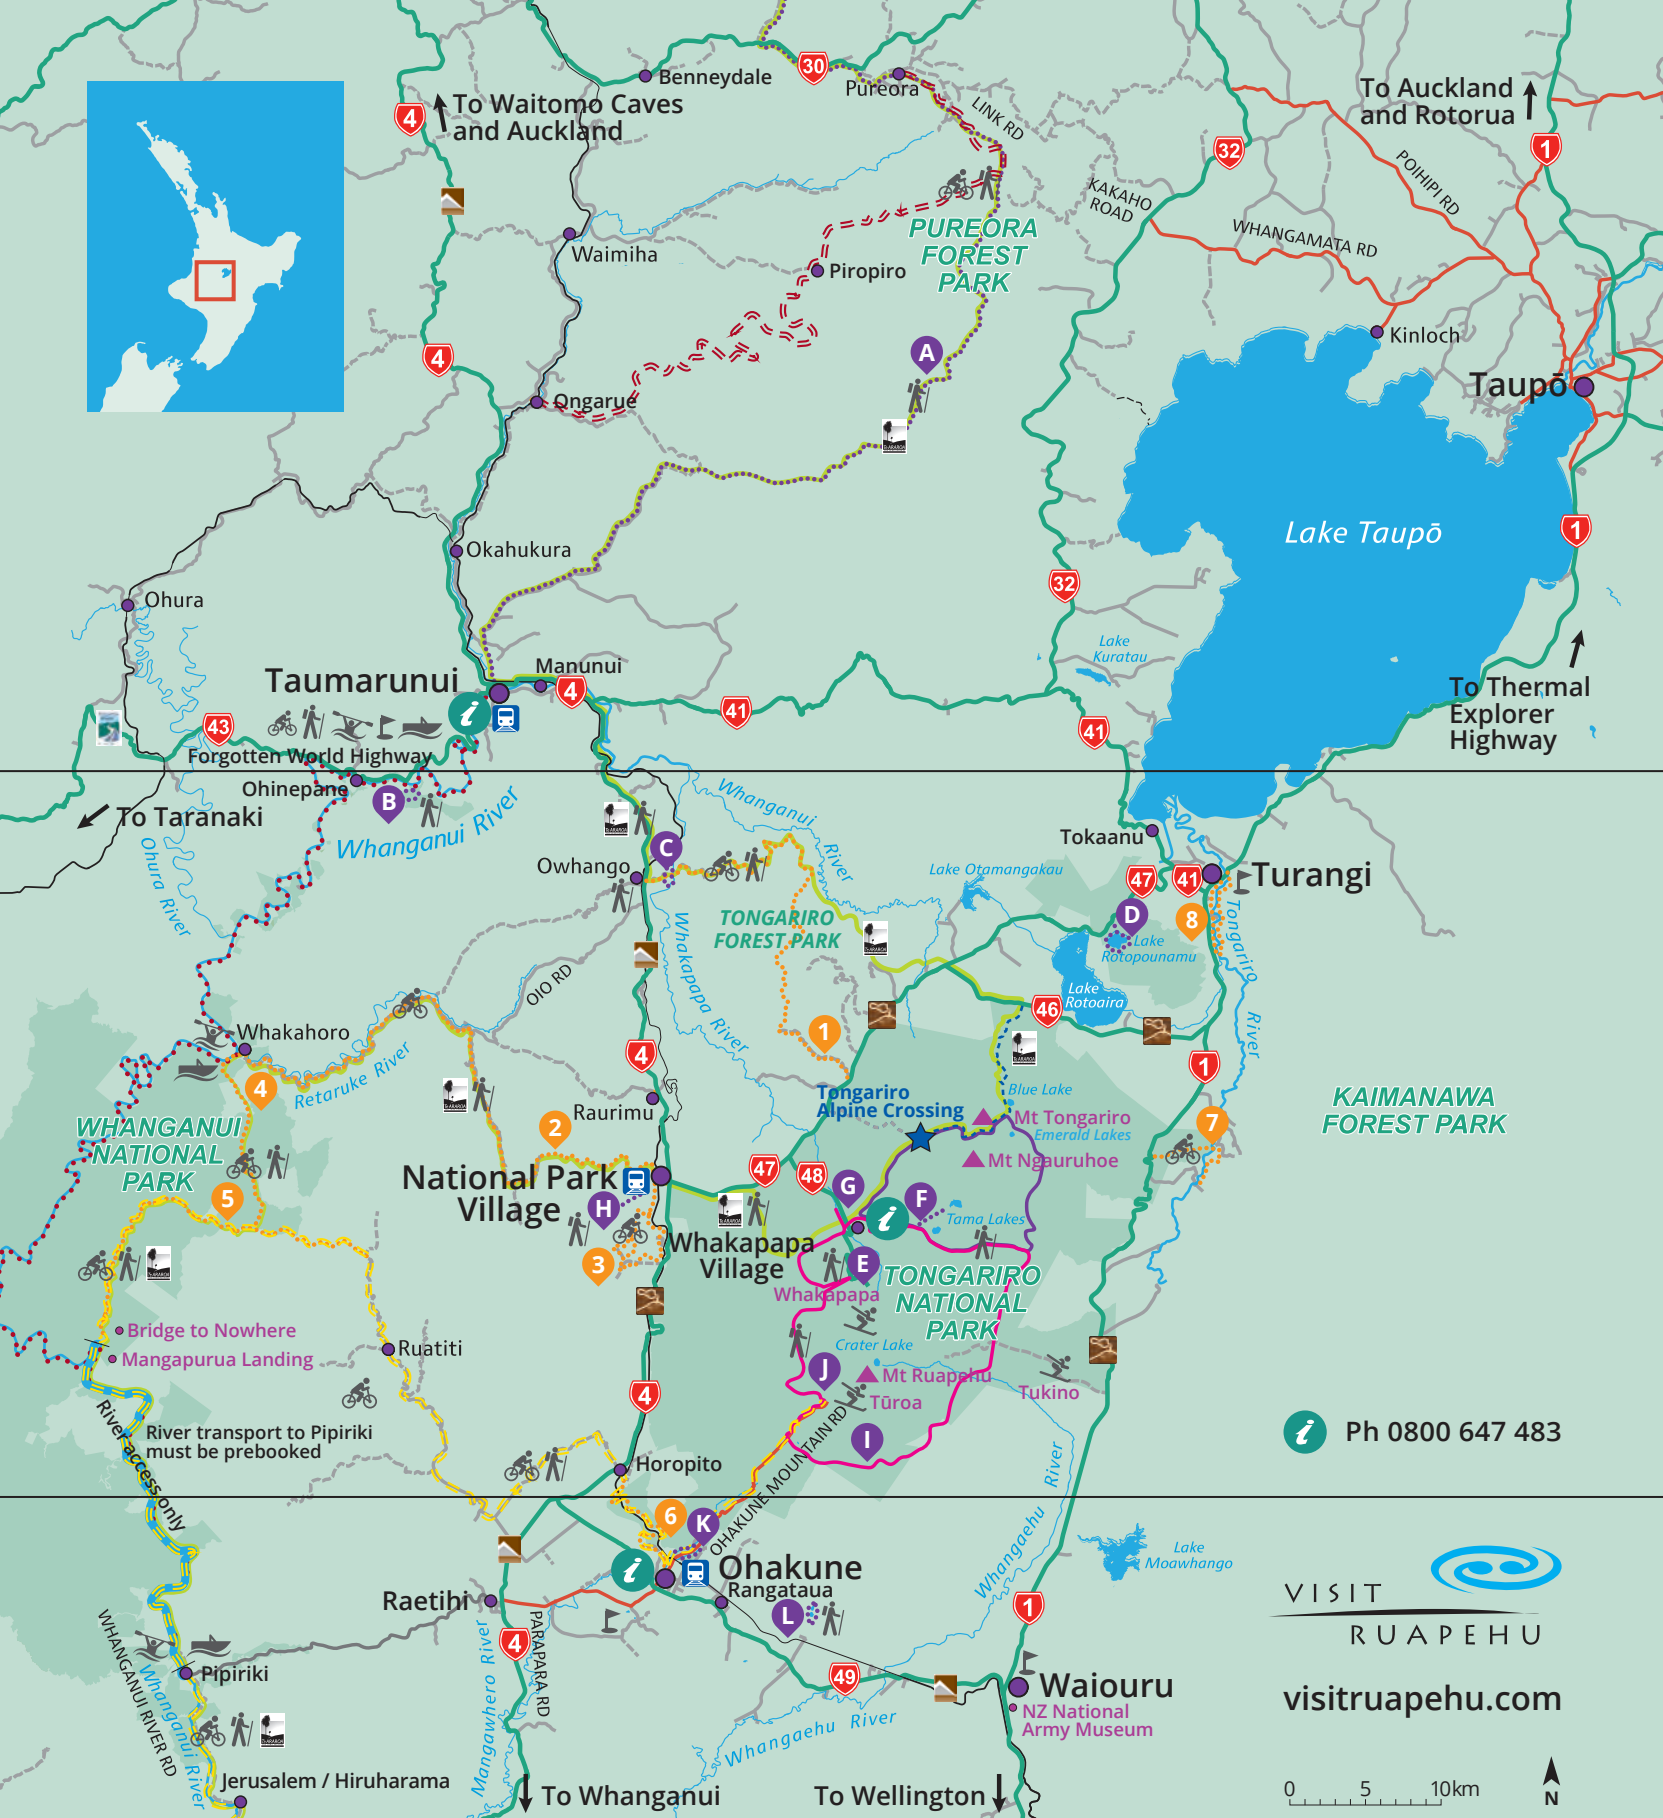 Benneydale
30
Pureora
LINK RD
To Waitomo Caves
and Auckland
4
To Auckland
and Rotorua
1
32
POIHIPI RD
KAKAHO
ROAD
WHANGAMATA RD
PUREORA
FOREST
PARK
Waimiha
Piropiro
Kinloch
4
A
Taupō
Ongarue
Lake Taupō
1
Okahukura
32
Ohura
Lake
Kuratau
Manunui
Taumarunui
i
4
41
41
To Thermal
Explorer
Highway
43
Forgotten World Highway
Ohinepane
B
To Taranaki
Whanganui River
Ohura River
Whanganui
River
Tokaanu
C
Owhango
Lake Otamangakau
47
41
Turangi
D
8
TONGARIRO
FOREST PARK
Lake
Rotopounamu
Tongariro
River
Whakapapa River
OIO RD
Lake
Rotoaira
46
Whakahoro
1
4
1
4
Retaruke River
Raurimu
Blue Lake
Tongariro
Alpine Crossing
Mt Tongariro
Emerald Lakes
Mt Ngauruhoe
KAIMANAWA
FOREST PARK
7
WHANGANUI
NATIONAL
PARK
2
5
National Park
Village
H
47
48
G
i
F
Tama Lakes
Whakapapa
Village
3
E
Whakapapa
TONGARIRO
NATIONAL
PARK
Bridge to Nowhere
Mangapurua Landing
Ruatiti
Crater Lake
J
Mt Ruapehu
Tūroa
Tukino
4
I
River access only
River transport to Pipiriki
must be prebooked
i
Ph 0800 647 483
Horopito
OHAKUNE MOUNTAIN RD
6
K
Whangaehu
River
Lake
Moawhango
i
Ohakune
Rangataua
Raetihi
L
PARAPARA RD
1
VISIT
RUAPEHU
WHANGANUI RIVER RD
Pipiriki
4
49
Waiouru
NZ National
Army Museum
visitruapehu.com
Whanganui River
Mangawhero River
Whangaehu River
Jerusalem / Hiruharama
To Whanganui
To Wellington
0 5 10km
N